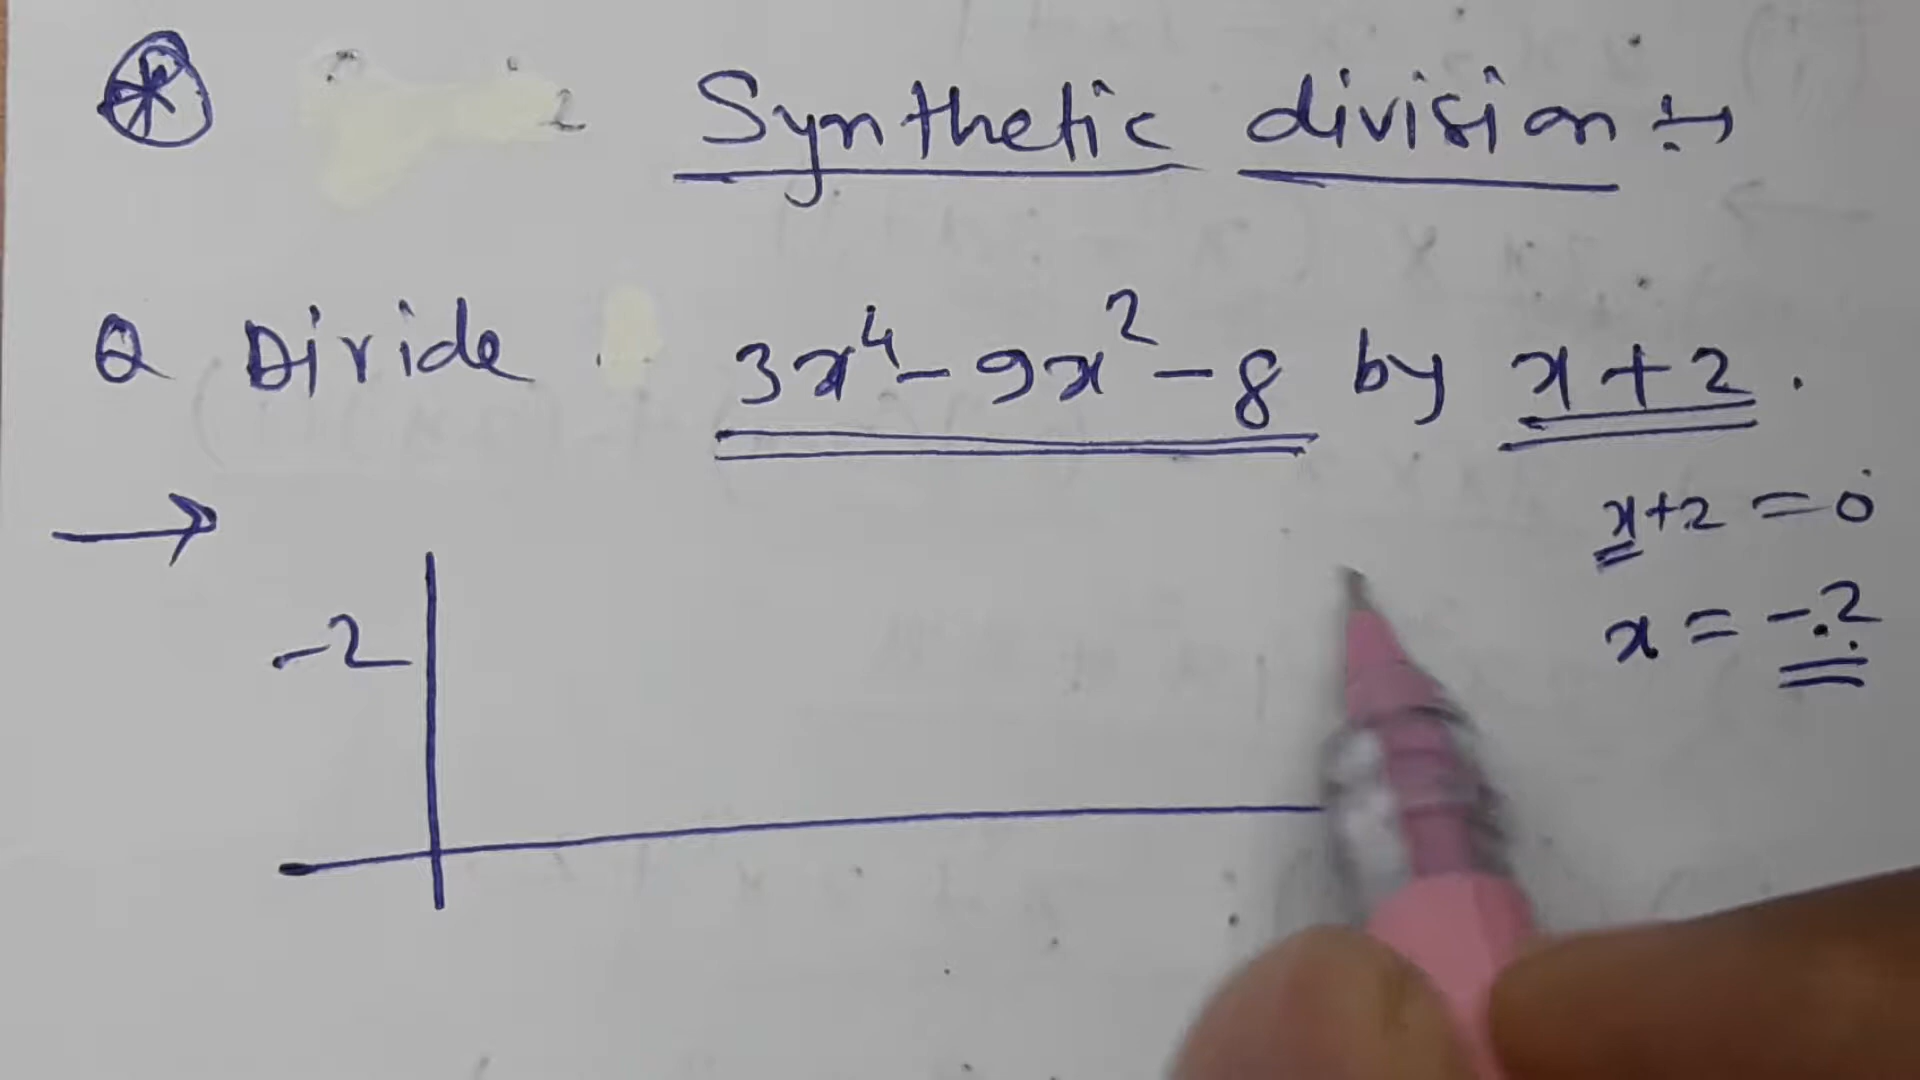 Synthetic division :→
Q Divide 3x⁴ - 9x² - 8 by x + 2 .
x + 2 = 0
x = -2
-2